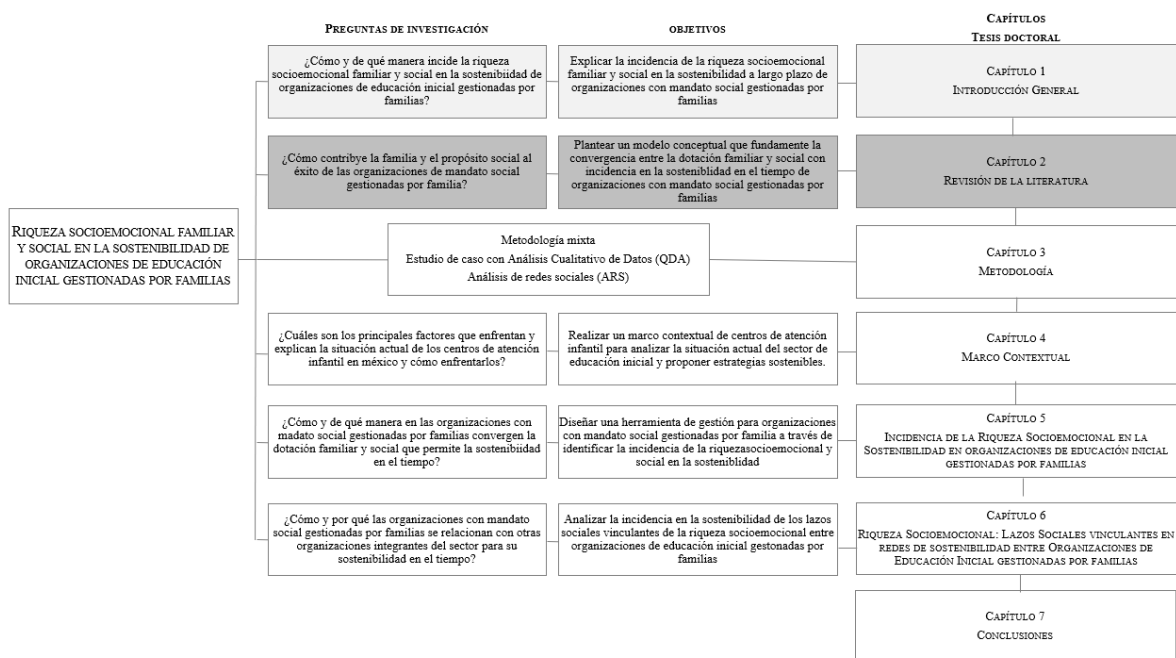 PREGUNTAS DE INVESTIGACIÓN
OBJETIVOS
CAPÍTULOS
TESIS DOCTORAL
RIQUEZA SOCIOEMOCIONAL FAMILIAR
Y SOCIAL EN LA SOSTENIBILIDAD DE
ORGANIZACIONES DE EDUCACIÓN
INICIAL GESTIONADAS POR FAMILIAS
¿Cómo y de qué manera incide la riqueza
socioemocional familiar y social en la sostenibiidad de
organizaciones de educación inicial gestionadas por
familias?
Explicar la incidencia de la riqueza socioemocional
familiar y social en la sostenibilidad a largo plazo de
organizaciones con mandato social gestionadas por
familias
CAPÍTULO 1
INTRODUCCIÓN GENERAL
¿Cómo contribye la familia y el propósito social al
éxito de las organizaciones de mandato social
gestionadas por familia?
Plantear un modelo conceptual que fundamente la
convergencia entre la dotación familiar y social con
incidencia en la sosteniblidad en el tiempo de
organizaciones con mandato social gestionadas por
familias
CAPÍTULO 2
REVISIÓN DE LA LITERATURA
Metodología mixta
Estudio de caso con Análisis Cualitativo de Datos (QDA)
Análisis de redes sociales (ARS)
CAPÍTULO 3
METODOLOGÍA
¿Cuáles son los principales factores que enfrentan y
explican la situación actual de los centros de atención
infantil en méxico y cómo enfrentarlos?
Realizar un marco contextual de centros de atención
infantil para analizar la situación actual del sector de
educación inicial y proponer estrategias sostenibles.
CAPÍTULO 4
MARCO CONTEXTUAL
¿Cómo y de qué manera en las organizaciones con
madato social gestionadas por familias convergen la
dotación familiar y social que permite la sostenibiidad
en el tiempo?
Diseñar una herramienta de gestión para organizaciones
con mandato social gestionadas por familia a través de
identificar la incidencia de la riquezasocioemocional y
social en la sosteniblidad
CAPÍTULO 5
INCIDENCIA DE LA RIQUEZA SOCIOEMOCIONAL EN LA
SOSTENIBILIDAD EN ORGANIZACIONES DE EDUCACIÓN INICIAL
GESTIONADAS POR FAMILIAS
¿Cómo y por qué las organizaciones con mandato
social gestionadas por familias se relacionan con otras
organizaciones integrantes del sector para su
sostenibilidad en el tiempo?
Analizar la incidencia en la sostenibilidad de los lazos
sociales vinculantes de la riqueza socioemocional entre
organizaciones de educación inicial gestonadas por
familias
CAPÍTULO 6
RIQUEZA SOCIOEMOCIONAL: LAZOS SOCIALES VINCULANTES EN
REDES DE SOSTENIBILIDAD ENTRE ORGANIZACIONES DE
EDUCACIÓN INICIAL GESTIONADAS POR FAMILIAS
CAPÍTULO 7
CONCLUSIONES